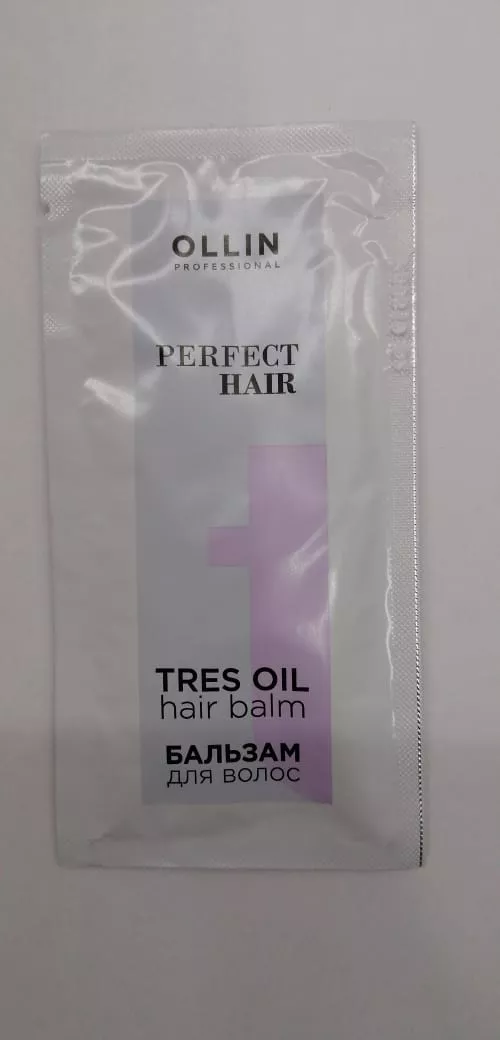 OLLIN
PROFESSIONAL
PERFECT
HAIR
TRES OIL
hair balm
БАЛЬЗАМ
для волос